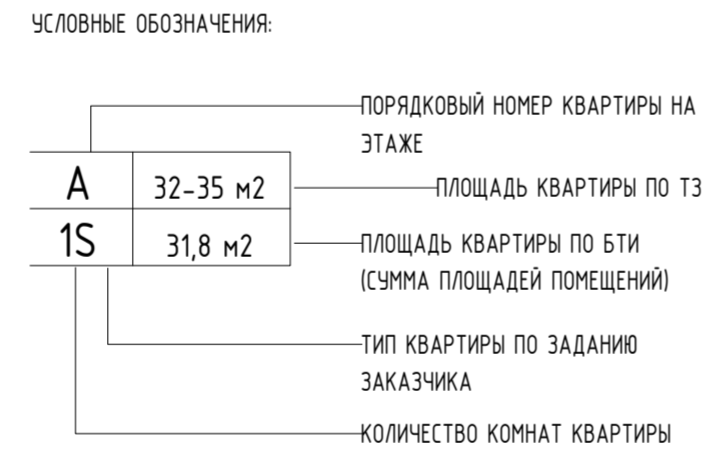 УСЛОВНЫЕ ОБОЗНАЧЕНИЯ:
ПОРЯДКОВЫЙ НОМЕР КВАРТИРЫ НА
ЭТАЖЕ
А 32-35 м2 ПЛОЩАДЬ КВАРТИРЫ ПО ТЗ
1S 31,8 м2 ПЛОЩАДЬ КВАРТИРЫ ПО БТИ
(СУММА ПЛОЩАДЕЙ ПОМЕЩЕНИЙ)
ТИП КВАРТИРЫ ПО ЗАДАНИЮ
ЗАКАЗЧИКА
КОЛИЧЕСТВО КОМНАТ КВАРТИРЫ